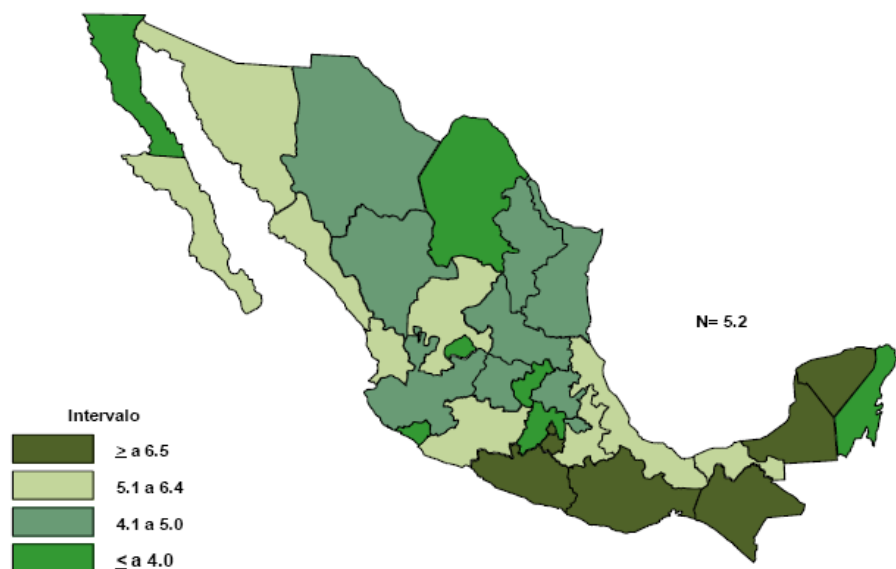 N= 5.2
Intervalo
≥ a 6.5
5.1 a 6.4
4.1 a 5.0
≤ a 4.0